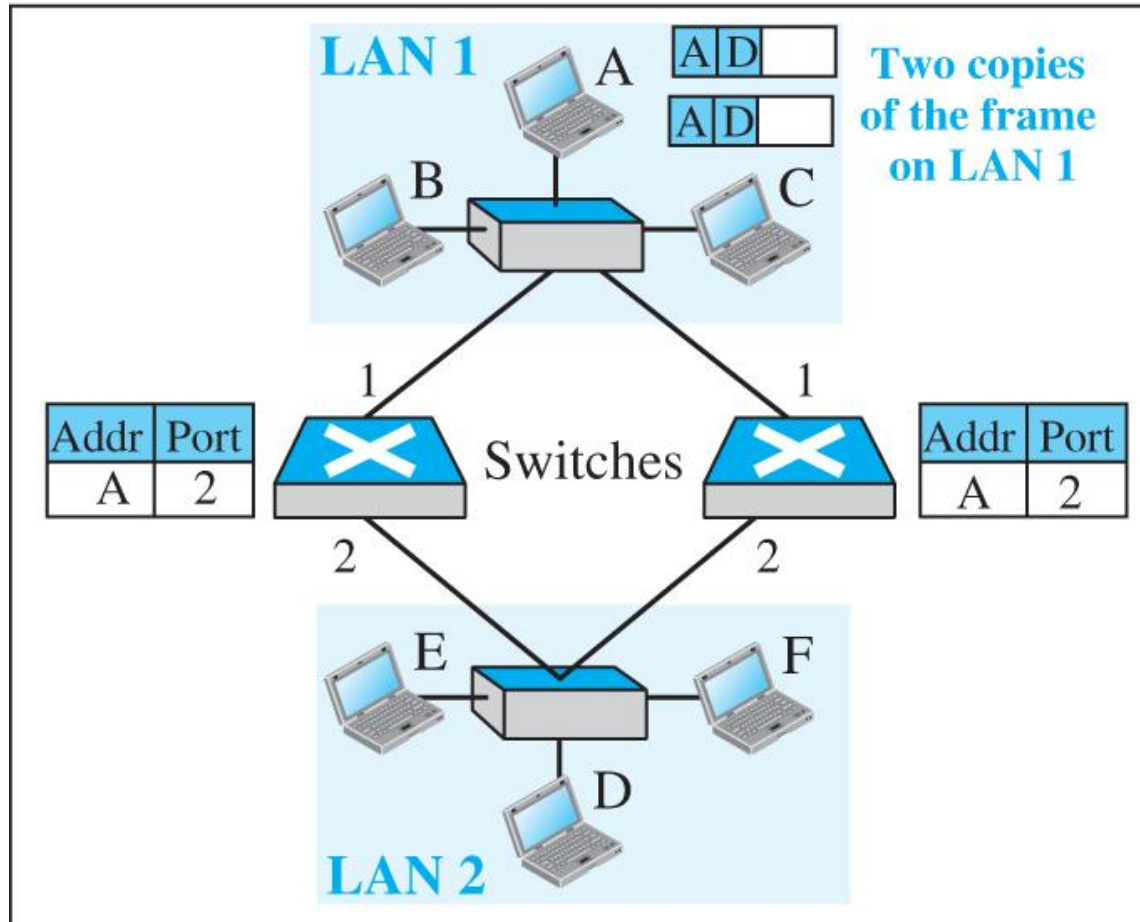 LAN 1
A
A D
A D
Two copies
of the frame
on LAN 1
B
C
1
1
Addr Port
A 2
Switches
Addr Port
A 2
2
2
E
F
D
LAN 2